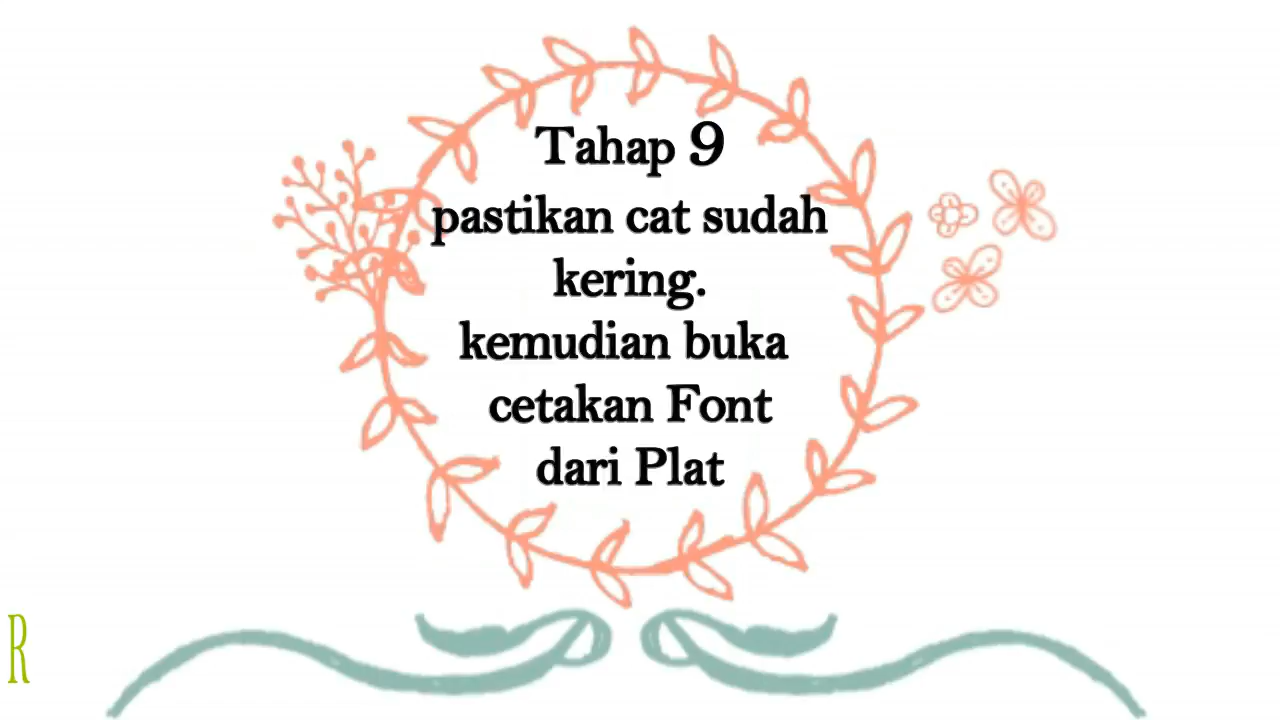 Tahap 9
pastikan cat sudah
kering.
kemudian buka
cetakan Font
dari Plat
R